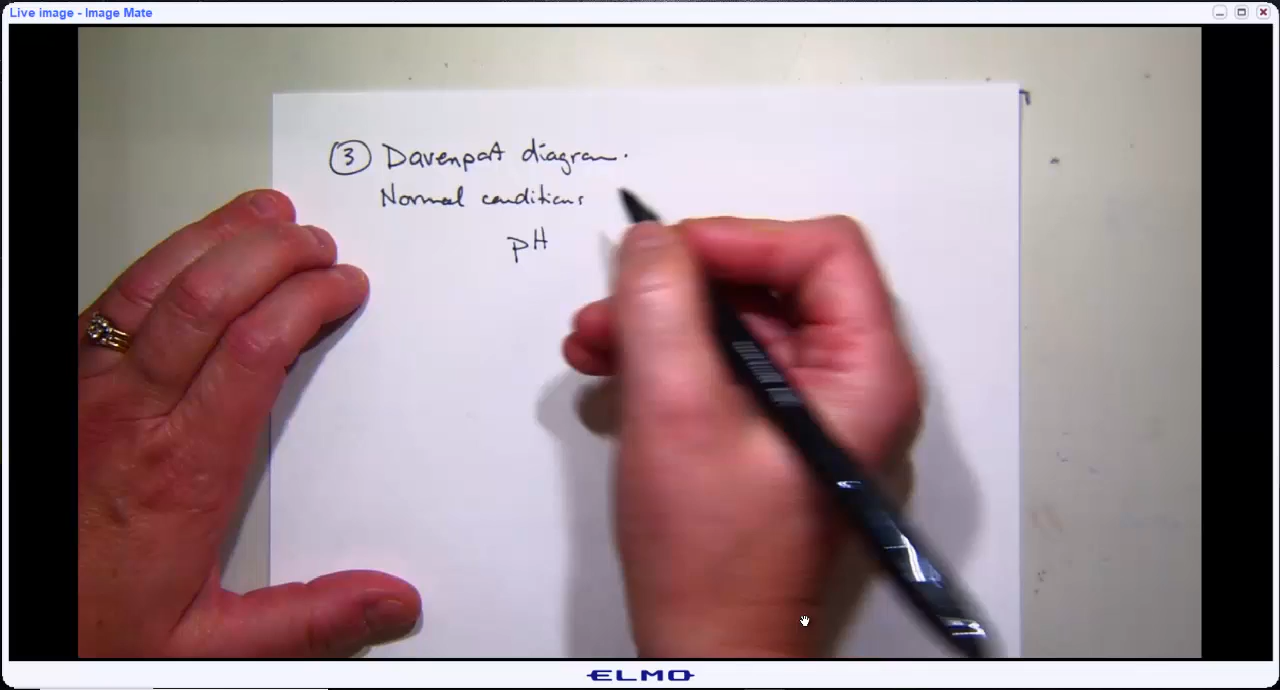 Live image - Image Mate
③ Davenport diagram.
Normal conditions
pH
ELMO